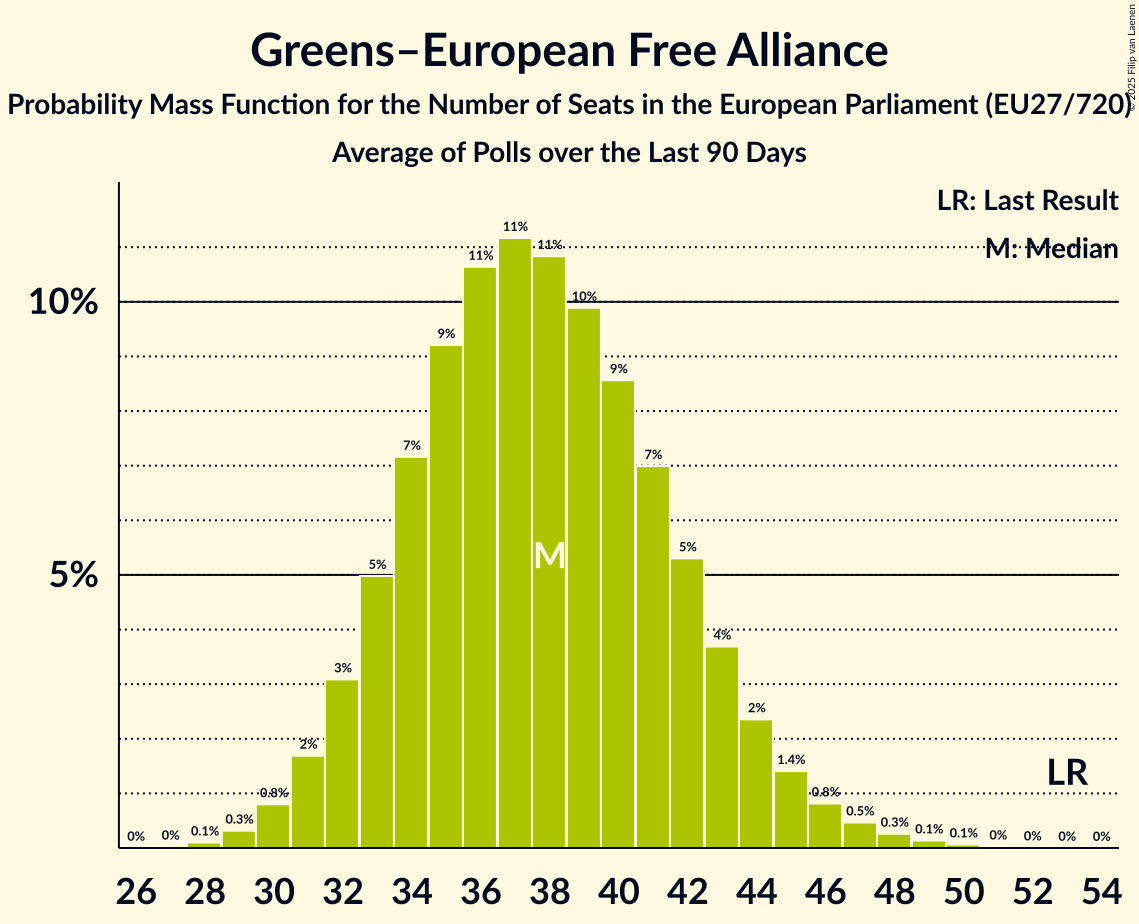 Greens–European Free Alliance
Probability Mass Function for the Number of Seats in the European Parliament (EU27/720)
Average of Polls over the Last 90 Days
© 2025 Filip van Laenen
LR: Last Result
M: Median
10%
5%
0% 0% 0.1% 0.3% 0.8% 2% 3% 5% 7% 9% 11% 11% 11% 10% 9% 7% 5% 4% 2% 1.4% 0.8% 0.5% 0.3% 0.1% 0.1% 0% 0% 0% 0%
M
LR
26 28 30 32 34 36 38 40 42 44 46 48 50 52 54